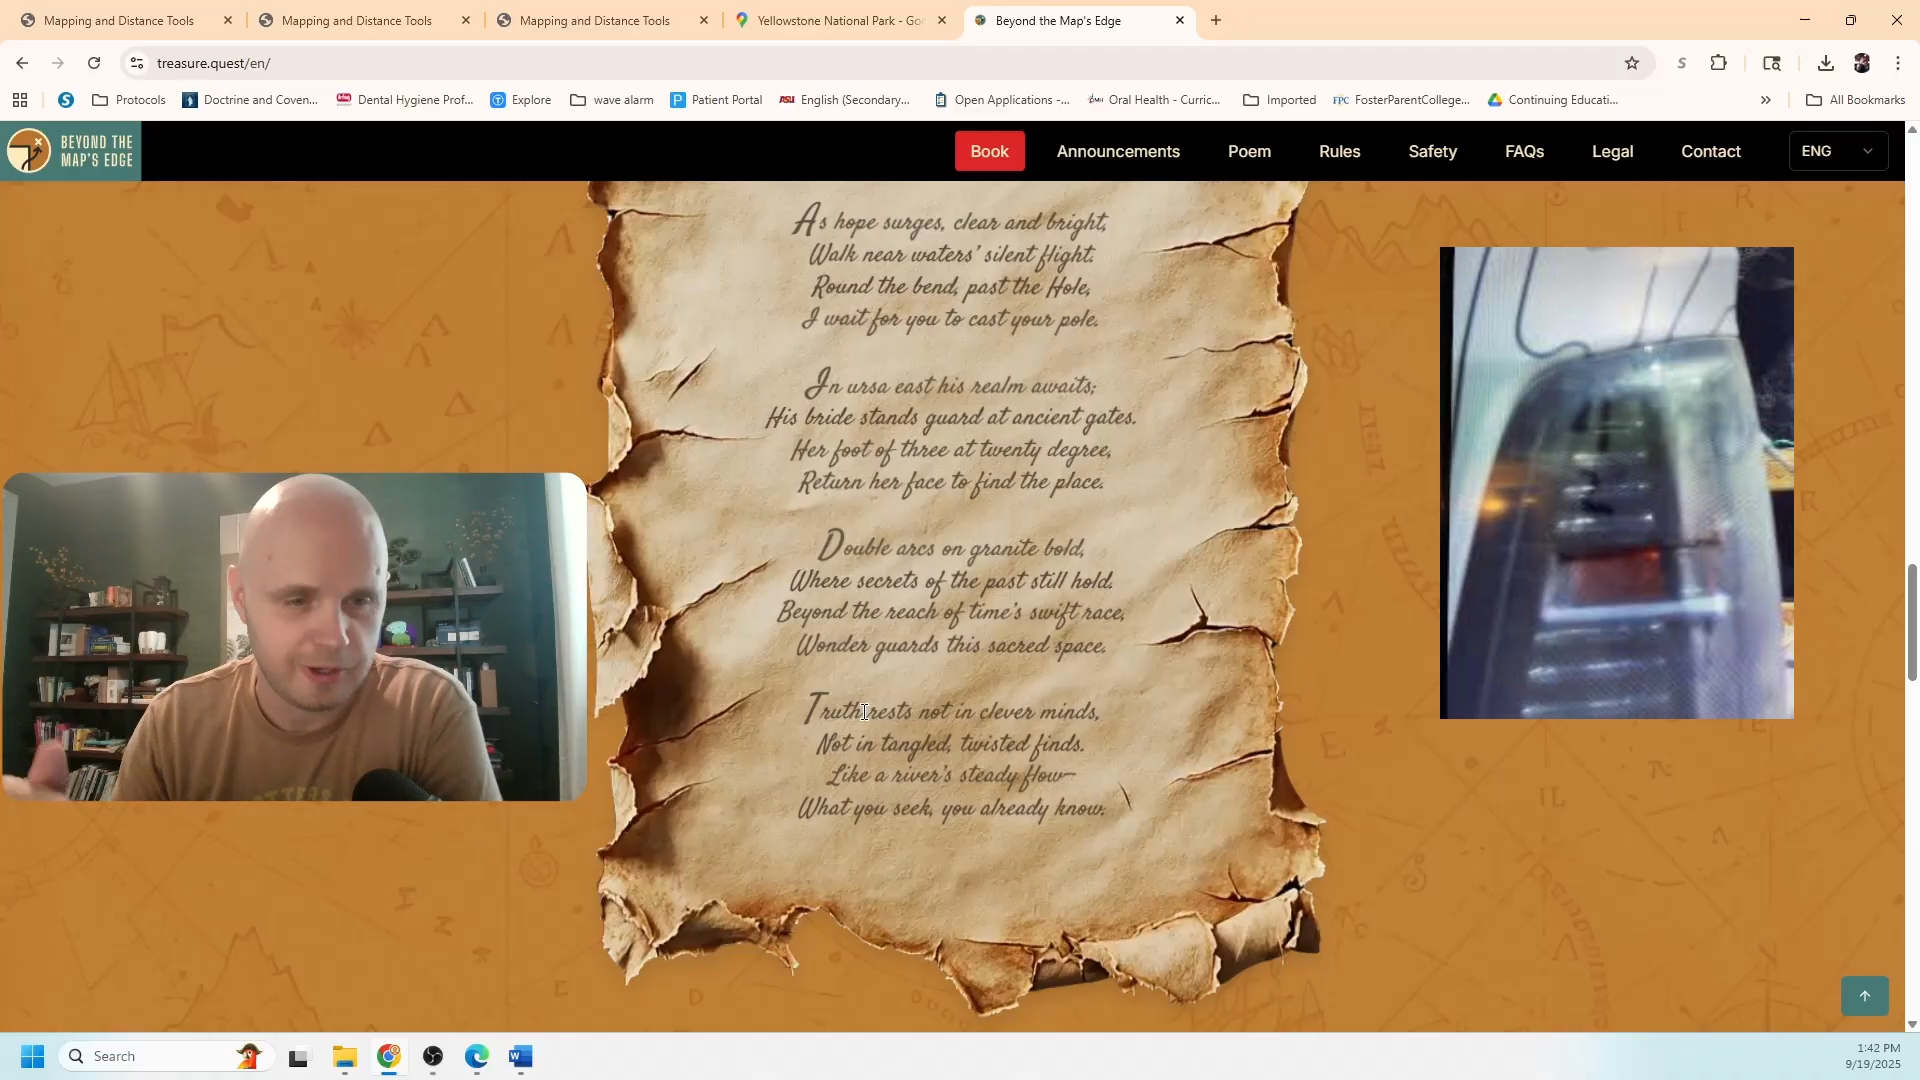 Mapping and Distance Tools
Mapping and Distance Tools
Mapping and Distance Tools
Yellowstone National Park - Goo
Beyond the Map's Edge
treasure.quest/en/
Protocols
Doctrine and Coven...
Dental Hygiene Prof...
Explore
wave alarm
Patient Portal
ASU English (Secondary...
Open Applications -...
Oral Health - Curric...
Imported
FPC FosterParentCollege...
Continuing Educati...
All Bookmarks
BEYOND THE
MAP'S EDGE
Book
Announcements
Poem
Rules
Safety
FAQs
Legal
Contact
ENG
As hope surges, clear and bright,
Walk near waters' silent flight.
Round the bend, past the Hole,
I wait for you to cast your pole.
In ursa east his realm awaits;
His bride stands guard at ancient gates.
Her foot of three at twenty degree,
Return her face to find the place.
Double arcs on granite bold,
Where secrets of the past still hold.
Beyond the reach of time's swift race,
Wonder guards this sacred space.
Truth rests not in clever minds,
Not in tangled, twisted finds.
Like a river's steady flow—
What you seek, you already know.
Search
1:42 PM
9/19/2025